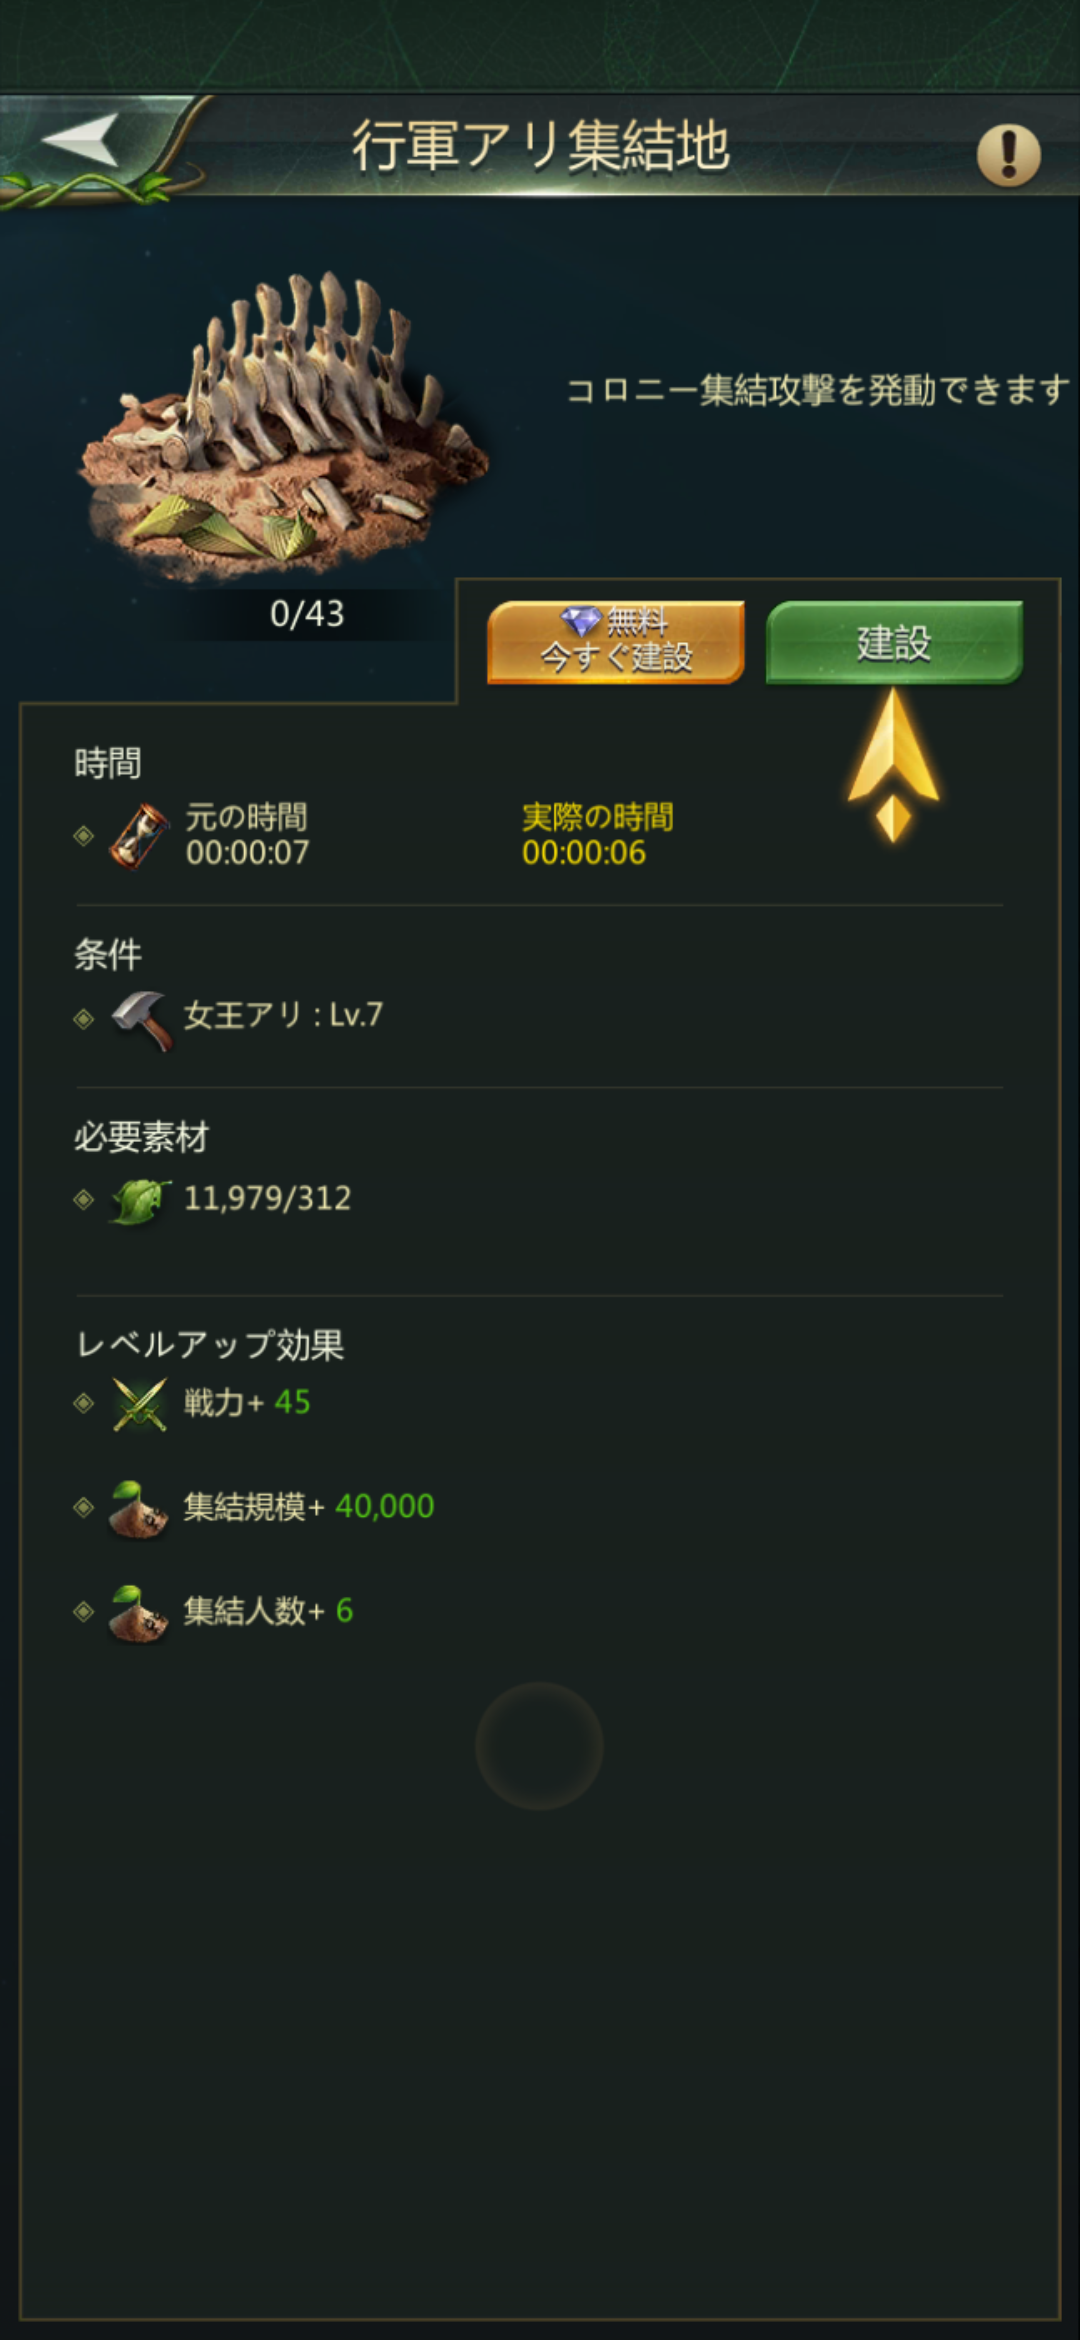 行軍アリ集結地
コロニー集結攻撃を発動できます
0/43
無料
今すぐ建設
建設
時間
元の時間
00:00:07
実際の時間
00:00:06
条件
女王アリ : Lv.7
必要素材
11,979/312
レベルアップ効果
戦力+ 45
集結規模+ 40,000
集結人数+ 6